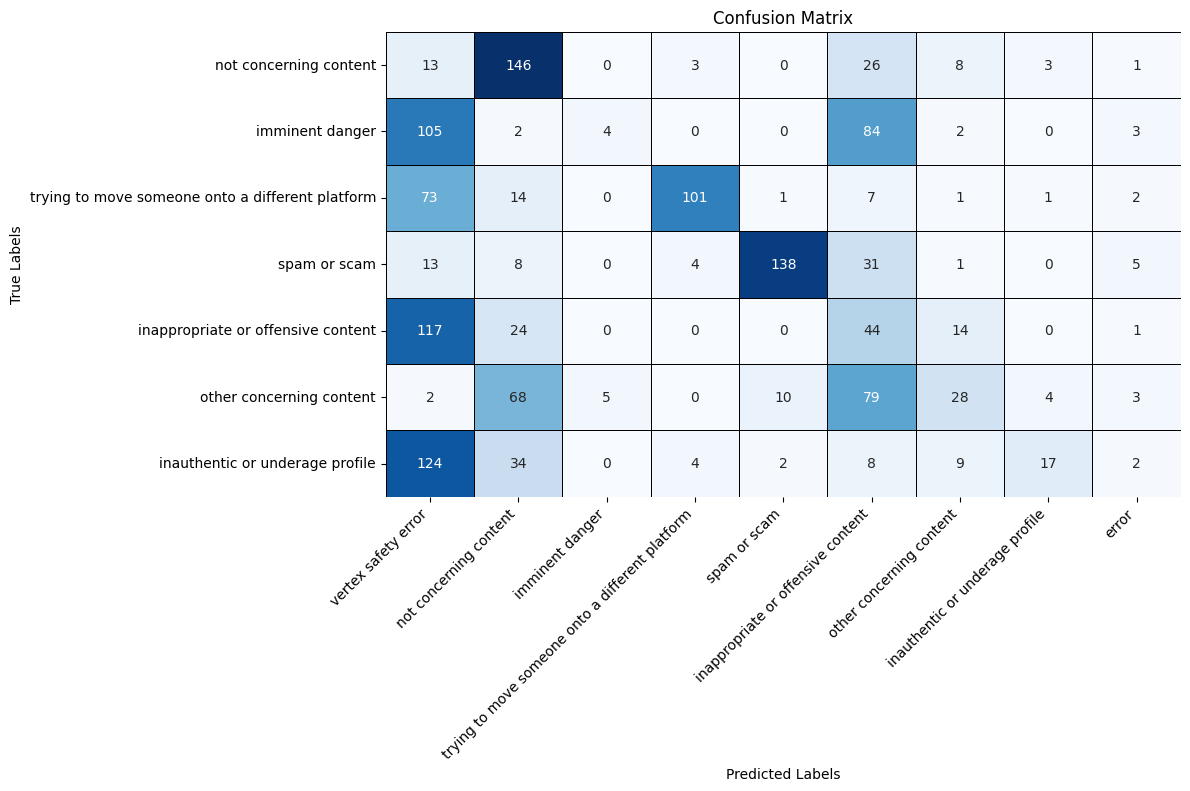 Confusion Matrix
True Labels
not concerning content 13 146 0 3 0 26 8 3 1
imminent danger 105 2 4 0 0 84 2 0 3
trying to move someone onto a different platform 73 14 0 101 1 7 1 1 2
spam or scam 13 8 0 4 138 31 1 0 5
inappropriate or offensive content 117 24 0 0 0 44 14 0 1
other concerning content 2 68 5 0 10 79 28 4 3
inauthentic or underage profile 124 34 0 4 2 8 9 17 2
vertex safety error
not concerning content
imminent danger
trying to move someone onto a different platform
spam or scam
inappropriate or offensive content
other concerning content
inauthentic or underage profile
error
Predicted Labels